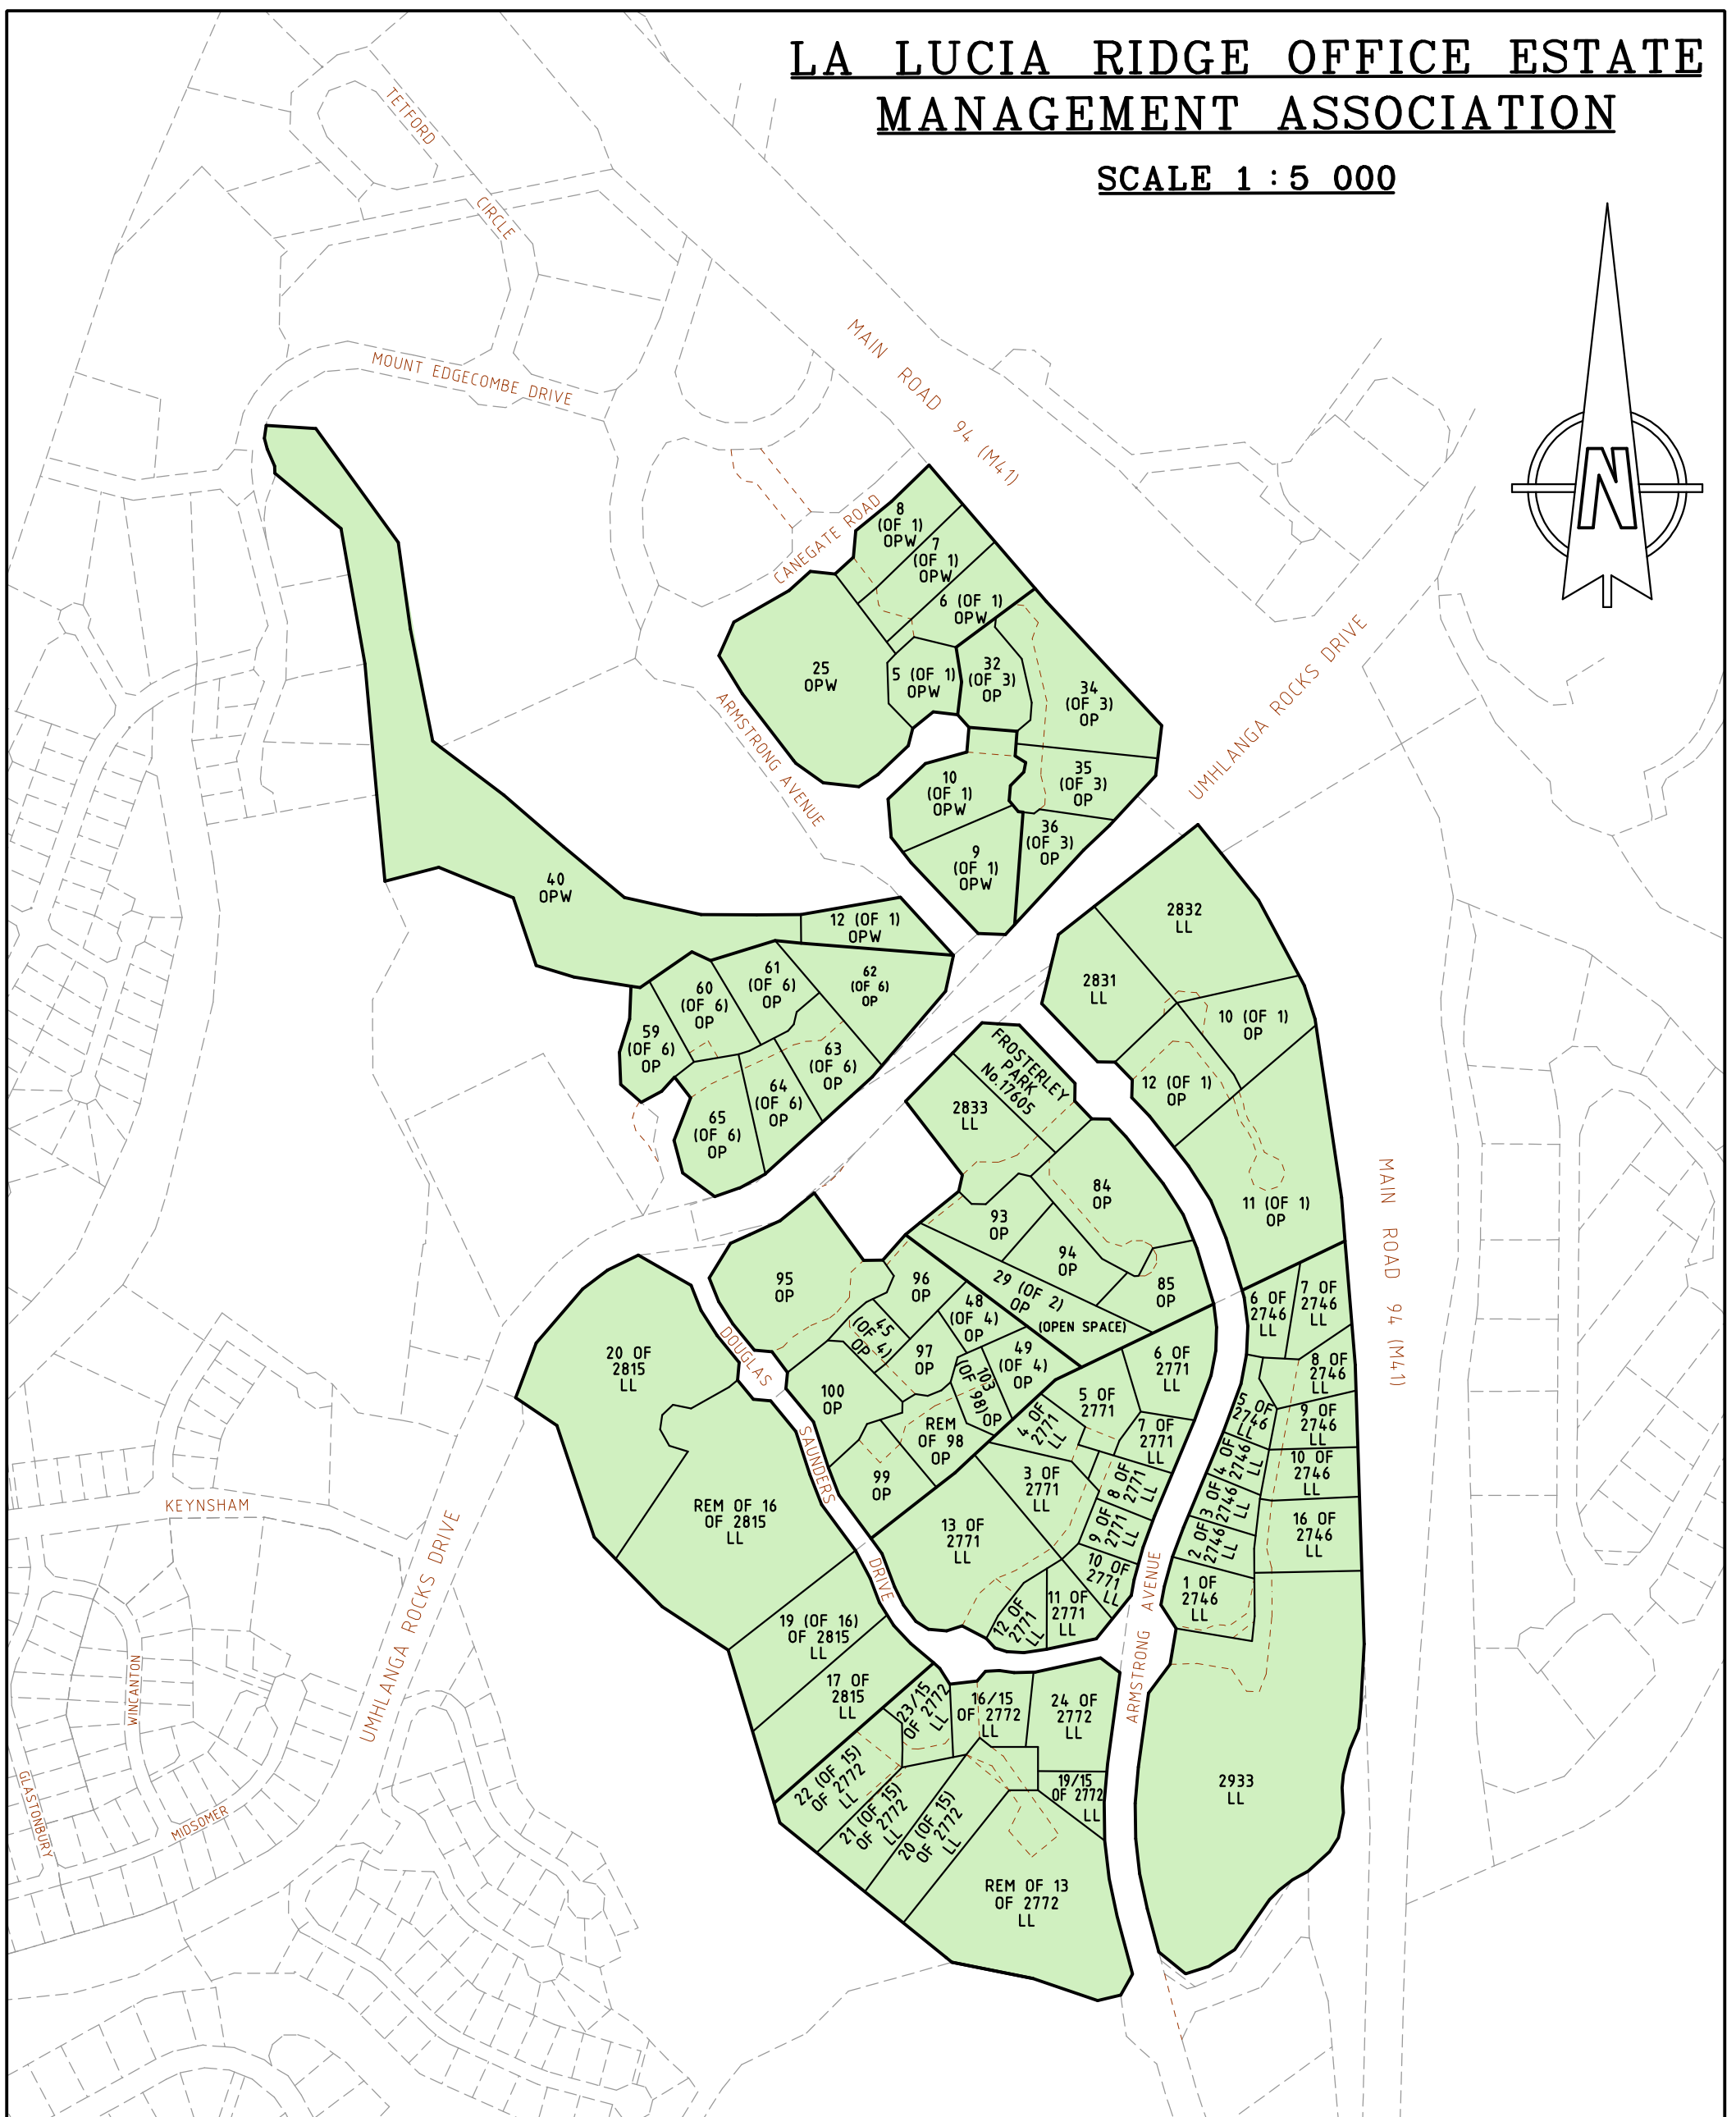 LA LUCIA RIDGE OFFICE ESTATE
MANAGEMENT ASSOCIATION
SCALE 1 : 5 000
N
TETFORD
CIRCLE
MOUNT EDGECOMBE DRIVE
MAIN ROAD 94 (M41)
CANEGATE ROAD
8
(OF 1)
OPW
7
(OF 1)
OPW
6 (OF 1)
OPW
25
OPW
5 (OF 1)
OPW
32
(OF 3)
OP
34
(OF 3)
OP
ARMSTRONG AVENUE
UMHLANGA ROCKS DRIVE
10
(OF 1)
OPW
35
(OF 3)
OP
36
(OF 3)
OP
9
(OF 1)
OPW
40
OPW
12 (OF 1)
OPW
2832
LL
2831
LL
10 (OF 1)
OP
12 (OF 1)
OP
11 (OF 1)
OP
59
(OF 6)
OP
60
(OF 6)
OP
61
(OF 6)
OP
62
(OF 6)
OP
63
(OF 6)
OP
64
(OF 6)
OP
65
(OF 6)
OP
FROSTERLEY
PARK
No.17605
2833
LL
84
OP
93
OP
94
OP
85
OP
29 (OF 2)
OP
(OPEN SPACE)
MAIN ROAD 94 (M41)
95
OP
96
OP
48
(OF 4)
OP
45
(OF 4)
OP
97
OP
49
(OF 4)
OP
103
(OF 98)
OP
100
OP
REM
OF 98
OP
99
OP
DOUGLAS
SAUNDERS
DRIVE
20 OF
2815
LL
REM OF 16
OF 2815
LL
19 (OF 16)
OF 2815
LL
17 OF
2815
LL
6 OF
2771
LL
5 OF
2771
4 OF
2771
LL
7 OF
2771
LL
3 OF
2771
LL
8 OF
2771
LL
9 OF
2771
LL
10 OF
2771
LL
13 OF
2771
LL
11 OF
2771
LL
12 OF
2771
LL
6 OF
2746
LL
7 OF
2746
LL
8 OF
2746
LL
5 OF
2746
LL
9 OF
2746
LL
4 OF
2746
LL
10 OF
2746
LL
3 OF
2746
LL
16 OF
2746
LL
2 OF
2746
LL
1 OF
2746
LL
ARMSTRONG AVENUE
23/15
OF 2772
LL
16/15
OF 2772
LL
24 OF
2772
LL
22 (OF 15)
OF 2772
LL
21 (OF 15)
OF 2772
LL
20 (OF 15)
OF 2772
LL
19/15
OF 2772
LL
REM OF 13
OF 2772
LL
2933
LL
KEYNSHAM
UMHLANGA ROCKS DRIVE
WINCANTON
GLASTONBURY
MIDSOMER